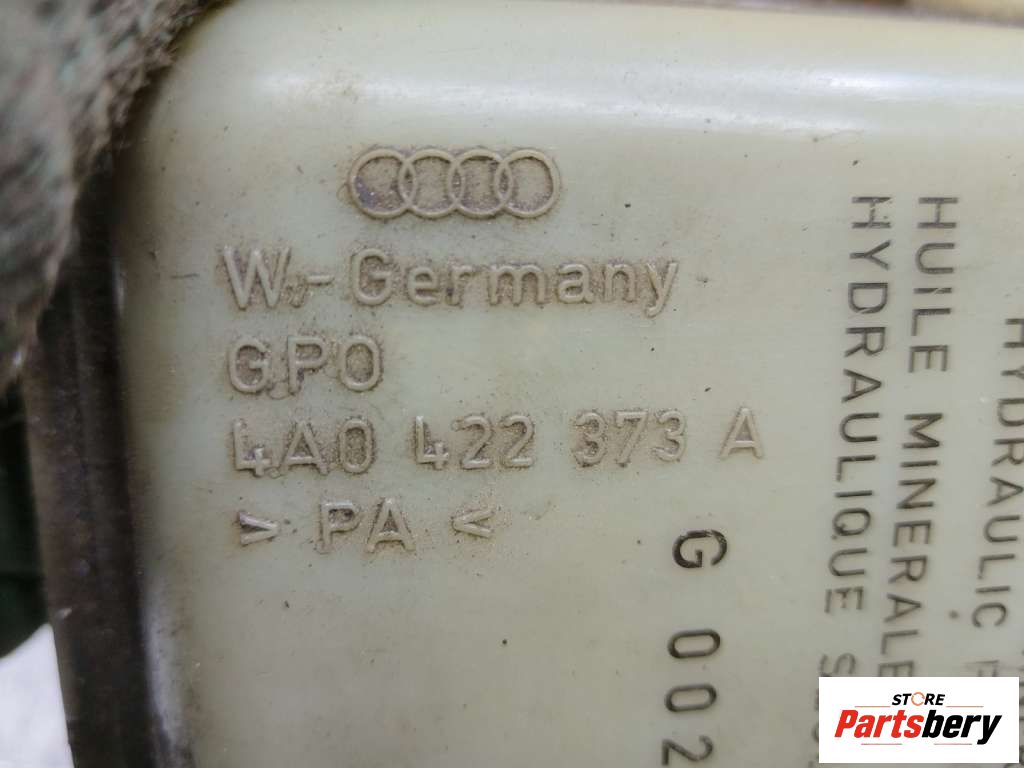 W.-Germany
GPO
4A0 422 373 A
> PA <
G 002
HUILE MINERALE
HYDRAULIQUE
HYDRAULIC
STORE
Partsbery